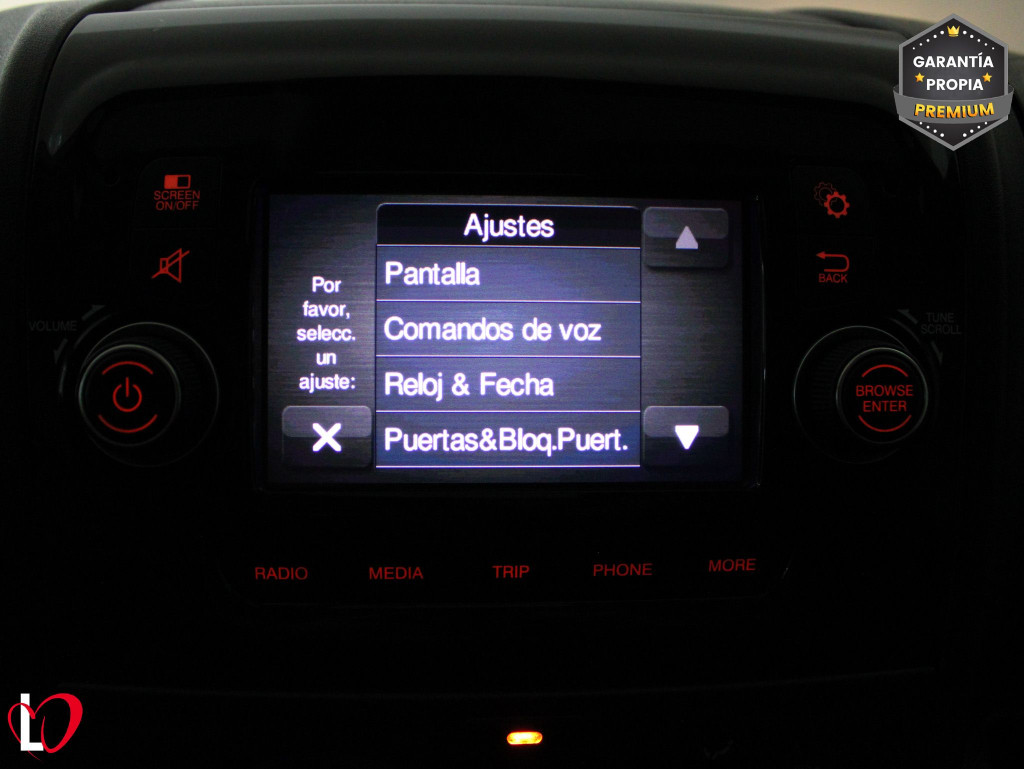 GARANTÍA
PROPIA
PREMIUM
SCREEN
ON/OFF
Ajustes
Pantalla
Comandos de voz
Reloj & Fecha
Puertas&Bloq.Puert.
Por
favor,
selecc.
un
ajuste:
BACK
VOLUME
TUNE
SCROLL
BROWSE
ENTER
RADIO
MEDIA
TRIP
PHONE
MORE
L